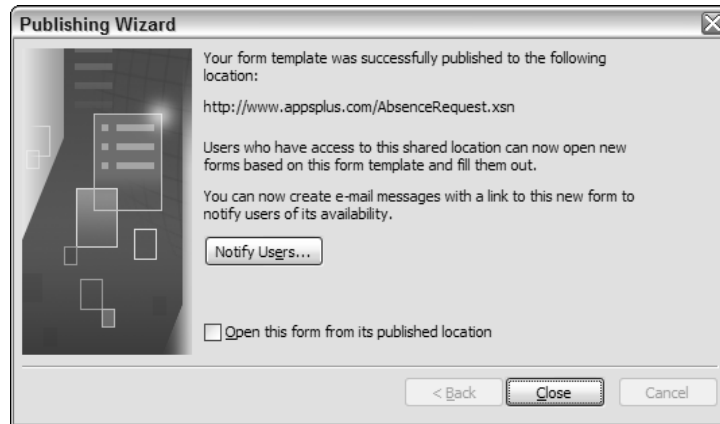 Publishing Wizard
Your form template was successfully published to the following
location:
http://www.appsplus.com/AbsenceRequest.xsn
Users who have access to this shared location can now open new
forms based on this form template and fill them out.
You can now create e-mail messages with a link to this new form to
notify users of its availability.
Notify Users...
Open this form from its published location
< Back Close Cancel